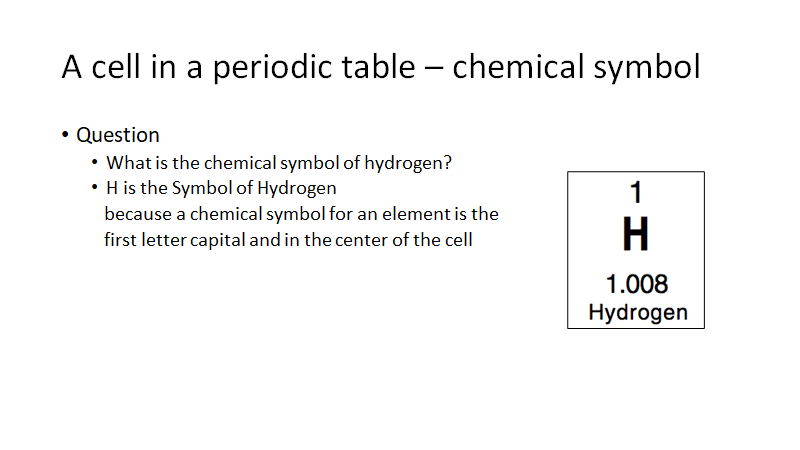 A cell in a periodic table – chemical symbol
• Question
• What is the chemical symbol of hydrogen?
• H is the Symbol of Hydrogen
because a chemical symbol for an element is the
first letter capital and in the center of the cell
1
H
1.008
Hydrogen